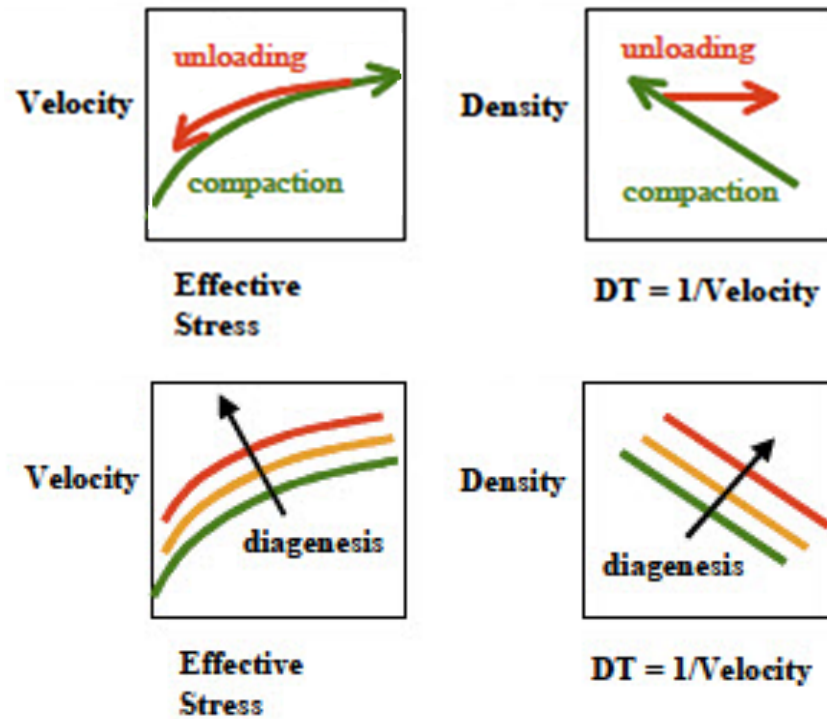 unloading
Velocity
compaction
Effective
Stress
unloading
Density
compaction
DT = 1/Velocity
Velocity
diagenesis
Effective
Stress
Density
diagenesis
DT = 1/Velocity